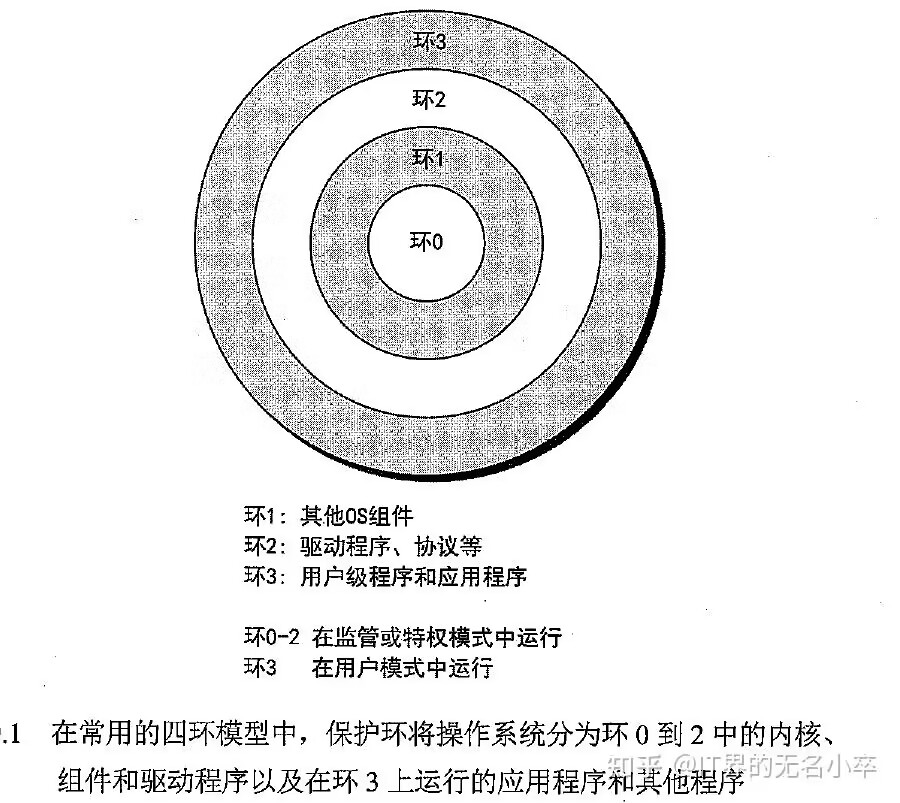 环3
环2
环1
环0
环1：其他OS组件
环2：驱动程序、协议等
环3：用户级程序和应用程序
环0-2 在监管或特权模式中运行
环3 在用户模式中运行
.1 在常用的四环模型中，保护环将操作系统分为环 0 到 2 中的内核、
组件和驱动程序以及在环 3 上运行的应用程序和其他程序
知乎 @IT界的无名小卒